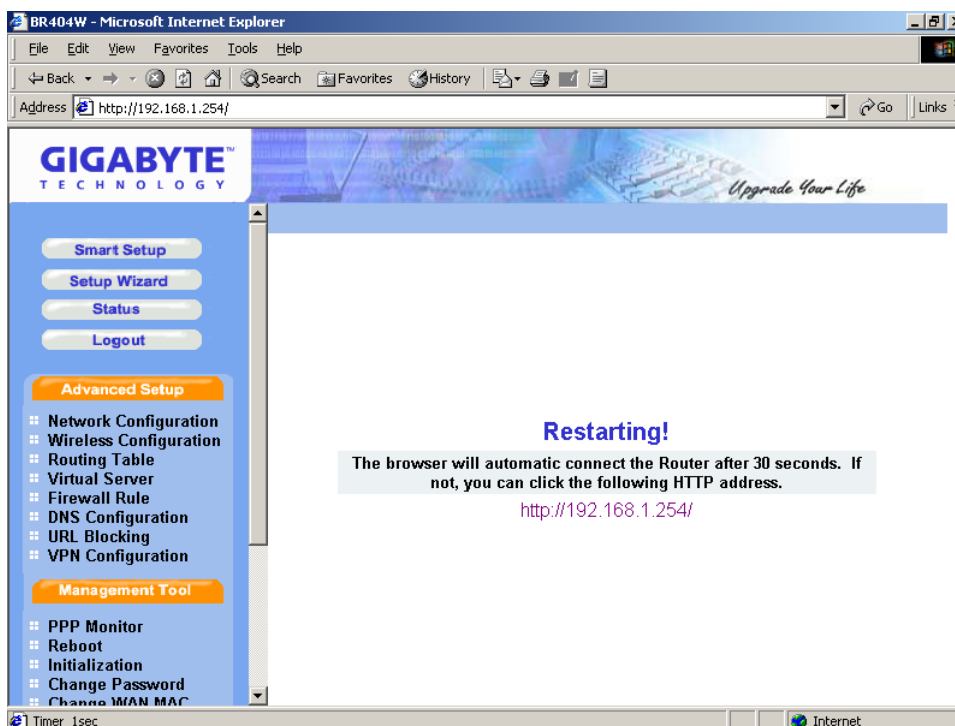 BR404W - Microsoft Internet Explorer
File Edit View Favorites Tools Help
Back Search Favorites History
Address http://192.168.1.254/ Go Links
GIGABYTE™
TECHNOLOGY
Upgrade Your Life
Smart Setup
Setup Wizard
Status
Logout
Advanced Setup
Network Configuration
Wireless Configuration
Routing Table
Virtual Server
Firewall Rule
DNS Configuration
URL Blocking
VPN Configuration
Management Tool
PPP Monitor
Reboot
Initialization
Change Password
Change WAN MAC
Restarting!
The browser will automatic connect the Router after 30 seconds. If
not, you can click the following HTTP address.
http://192.168.1.254/
Timer 1sec Internet